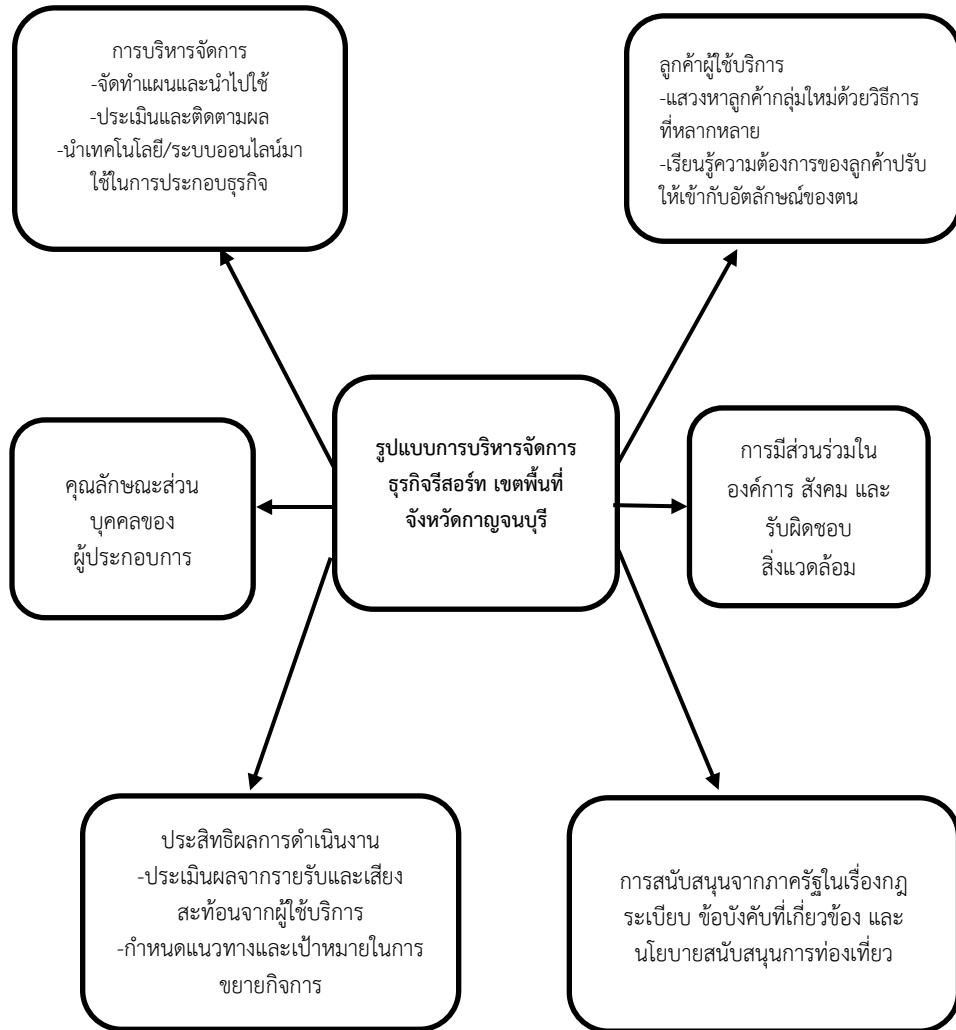 การบริหารจัดการ
-จัดทำแผนและนำไปใช้
-ประเมินและติดตามผล
-นำเทคโนโลยี/ระบบออนไลน์มา
ใช้ในการประกอบธุรกิจ
ลูกค้าผู้ใช้บริการ
-แสวงหาลูกค้ากลุ่มใหม่ด้วยวิธีการ
ที่หลากหลาย
-เรียนรู้ความต้องการของลูกค้าปรับ
ให้เข้ากับอัตลักษณ์ของตน
คุณลักษณะส่วน
บุคคลของ
ผู้ประกอบการ
รูปแบบการบริหารจัดการ
ธุรกิจรีสอร์ท เขตพื้นที่
จังหวัดกาญจนบุรี
การมีส่วนร่วมใน
องค์การ สังคม และ
รับผิดชอบ
สิ่งแวดล้อม
ประสิทธิผลการดำเนินงาน
-ประเมินผลจากรายรับและเสียง
สะท้อนจากผู้ใช้บริการ
-กำหนดแนวทางและเป้าหมายในการ
ขยายกิจการ
การสนับสนุนจากภาครัฐในเรื่องกฎ
ระเบียบ ข้อบังคับที่เกี่ยวข้อง และ
นโยบายสนับสนุนการท่องเที่ยว